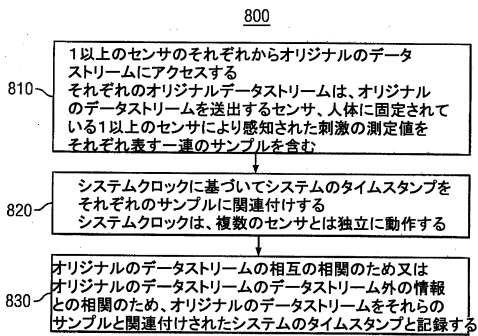 800
810
1以上のセンサのそれぞれからオリジナルのデータ
ストリームにアクセスする
それぞれのオリジナルデータストリームは、オリジナル
のデータストリームを送出するセンサ、人体に固定されて
いる1以上のセンサにより感知された刺激の測定値を
それぞれ表す一連のサンプルを含む
820
システムクロックに基づいてシステムのタイムスタンプを
それぞれのサンプルに関連付けする
システムクロックは、複数のセンサとは独立に動作する
830
オリジナルのデータストリームの相互の相関のため又は
オリジナルのデータストリームのデータストリーム外の情報
との相関のため、オリジナルのデータストリームをそれらの
サンプルと関連付けされたシステムのタイムスタンプと記録する